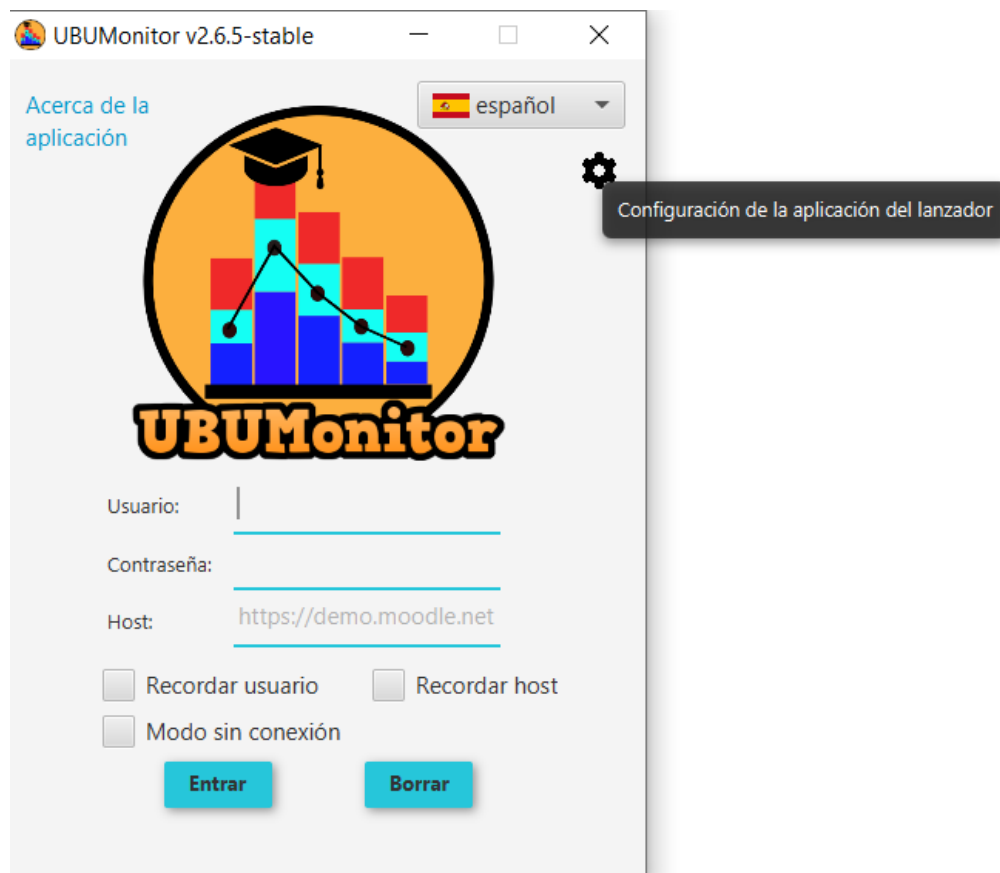 UBUMonitor v2.6.5-stable
Acerca de la
aplicación
español
Configuración de la aplicación del lanzador
UBUMonitor
Usuario:
Contraseña:
Host:
https://demo.moodle.net
Recordar usuario
Recordar host
Modo sin conexión
Entrar
Borrar